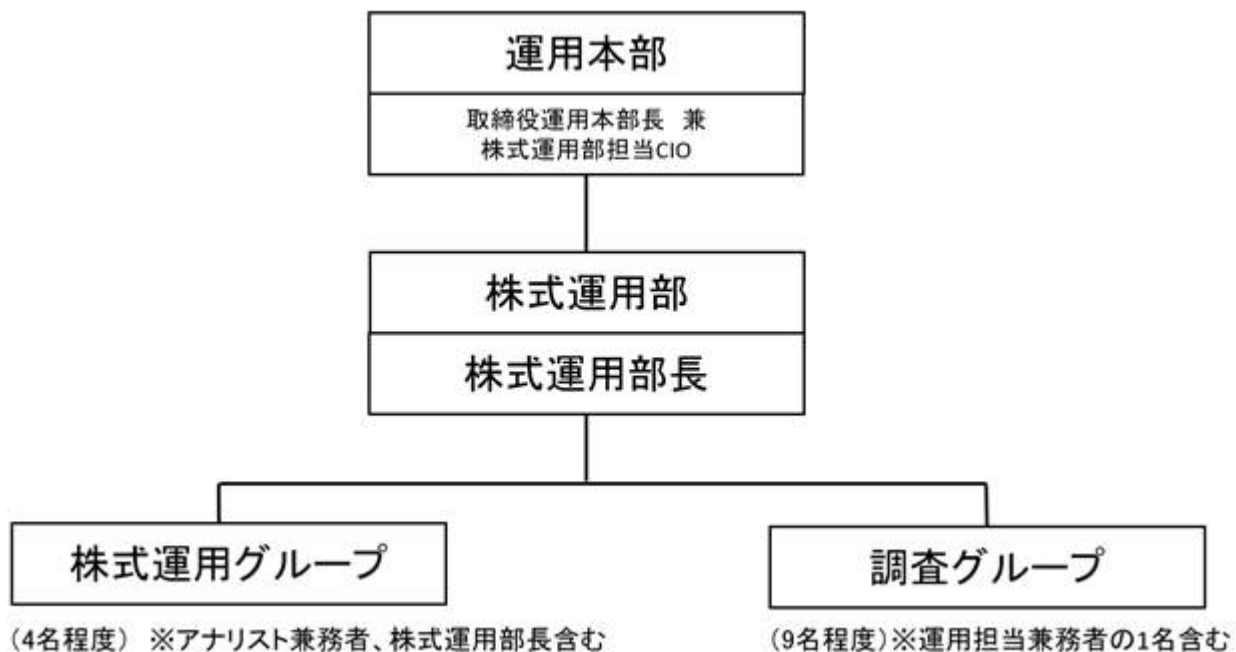 運用本部
取締役運用本部長 兼
株式運用部担当CIO
株式運用部
株式運用部長
株式運用グループ
調査グループ
(4名程度) ※アナリスト兼務者、株式運用部長含む
(9名程度)※運用担当兼務者の1名含む